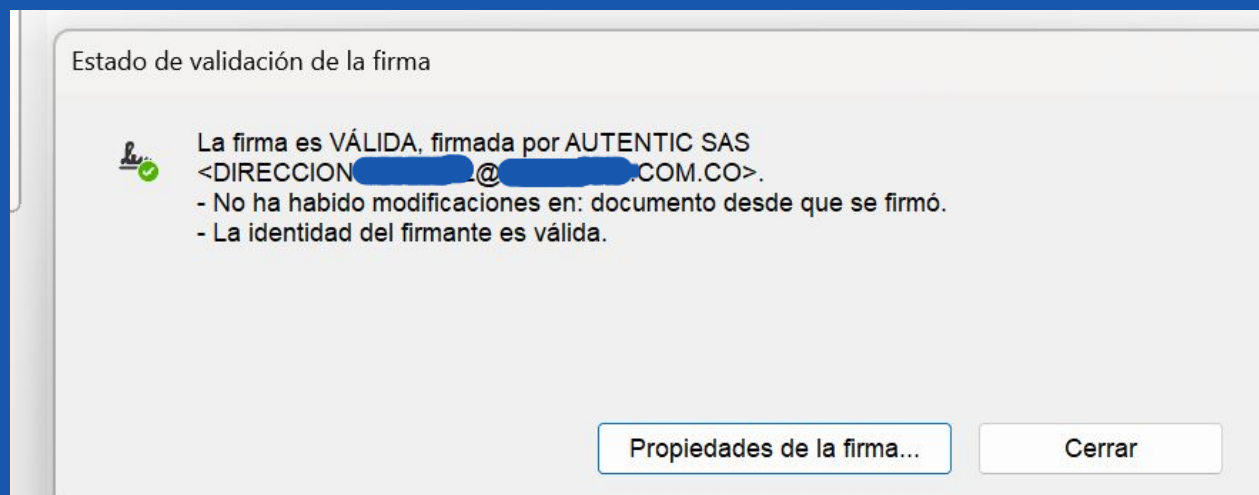 Estado de validación de la firma
La firma es VÁLIDA, firmada por AUTENTIC SAS
<DIRECCION @ .COM.CO>.
- No ha habido modificaciones en: documento desde que se firmó.
- La identidad del firmante es válida.
Propiedades de la firma...
Cerrar